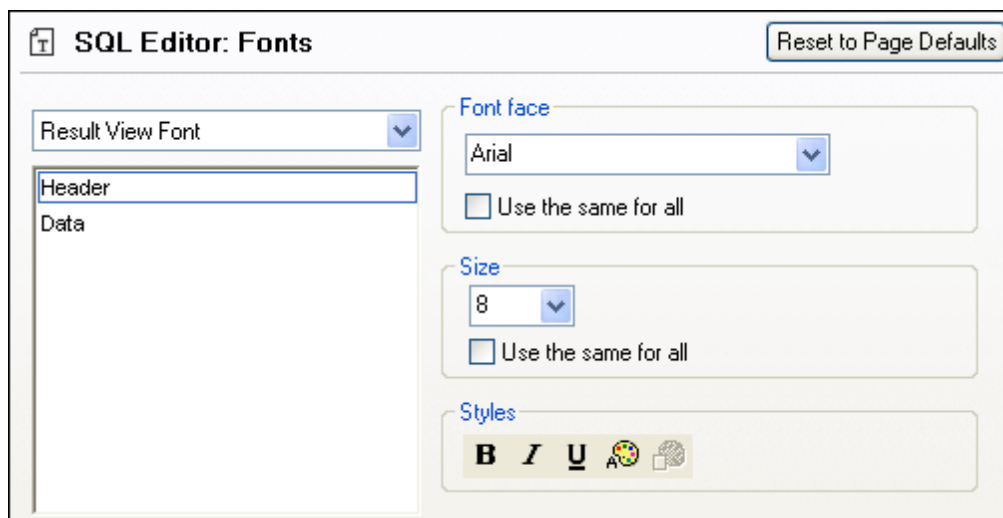 SQL Editor: Fonts
Reset to Page Defaults
Result View Font
Header
Data
Font face
Arial
Use the same for all
Size
8
Use the same for all
Styles
B I U A